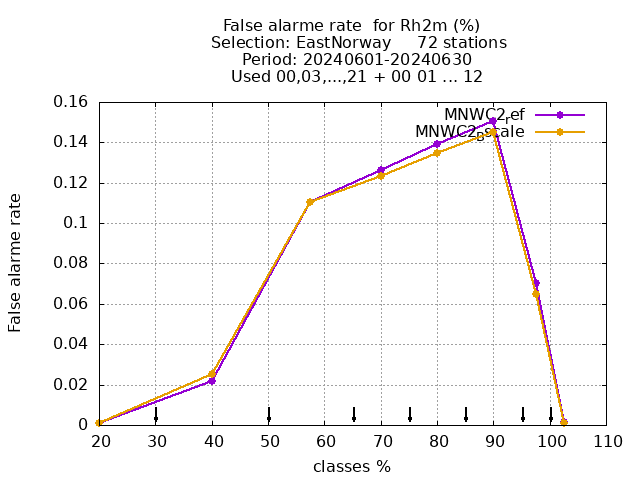 False alarme rate  for Rh2m (%)
Selection: EastNorway     72 stations
Period: 20240601-20240630
Used 00,03,...,21 + 00 01 ... 12
MNWC2_ref
MNWC2_scale
False alarme rate
0.16
0.14
0.12
0.1
0.08
0.06
0.04
0.02
0
20 30 40 50 60 70 80 90 100 110
classes %